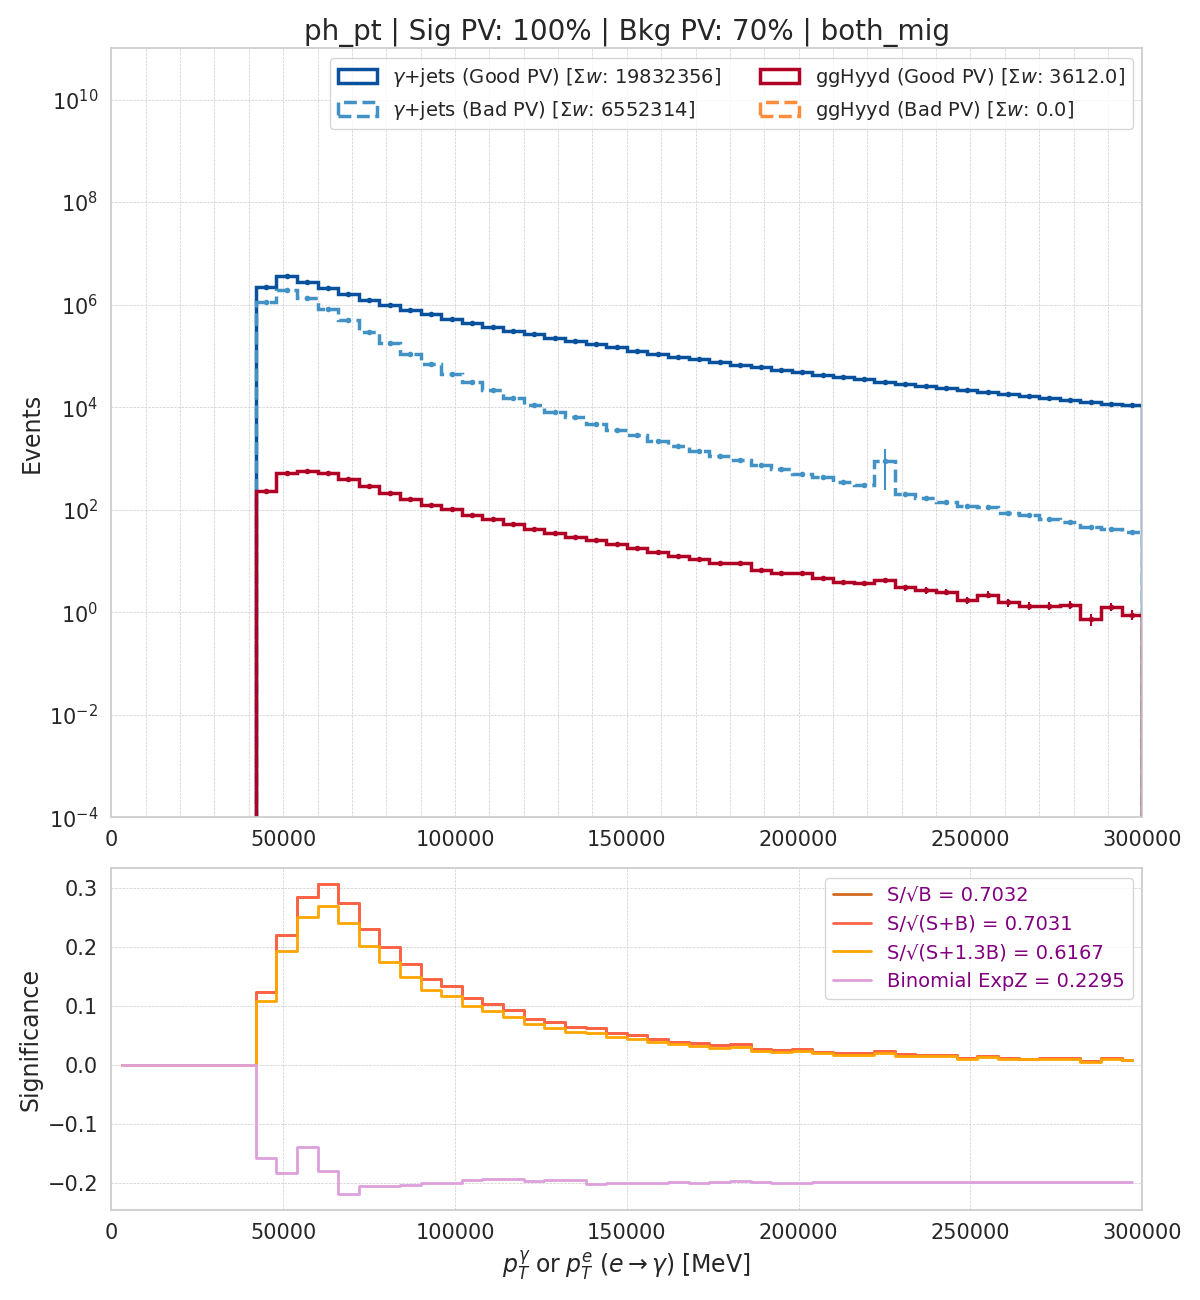 ph_pt | Sig PV: 100% | Bkg PV: 70% | both_mig
γ+jets (Good PV) [Σw: 19832356]
γ+jets (Bad PV) [Σw: 6552314]
ggHyyd (Good PV) [Σw: 3612.0]
ggHyyd (Bad PV) [Σw: 0.0]
Events
10^10
10^8
10^6
10^4
10^2
10^0
10^−2
10^−4
0 50000 100000 150000 200000 250000 300000
S/√B = 0.7032
S/√(S+B) = 0.7031
S/√(S+1.3B) = 0.6167
Binomial ExpZ = 0.2295
Significance
0.3
0.2
0.1
0.0
−0.1
−0.2
0 50000 100000 150000 200000 250000 300000
p_T^γ or p_T^e (e→γ) [MeV]